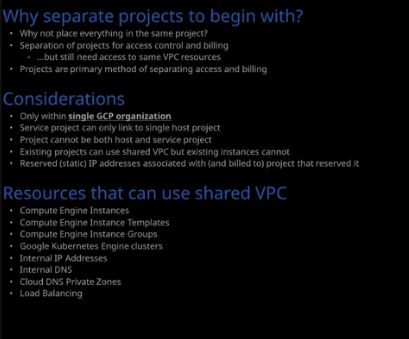 Why separate projects to begin with?
• Why not place everything in the same project?
• Separation of projects for access control and billing
• ...but still need access to same VPC resources
• Projects are primary method of separating access and billing
Considerations
• Only within single GCP organization
• Service project can only link to single host project
• Project cannot be both host and service project
• Existing projects can use shared VPC but existing instances cannot
• Reserved (static) IP addresses associated with (and billed to) project that reserved it
Resources that can use shared VPC
• Compute Engine Instances
• Compute Engine Instance Templates
• Compute Engine Instance Groups
• Google Kubernetes Engine clusters
• Internal IP Addresses
• Internal DNS
• Cloud DNS Private Zones
• Load Balancing